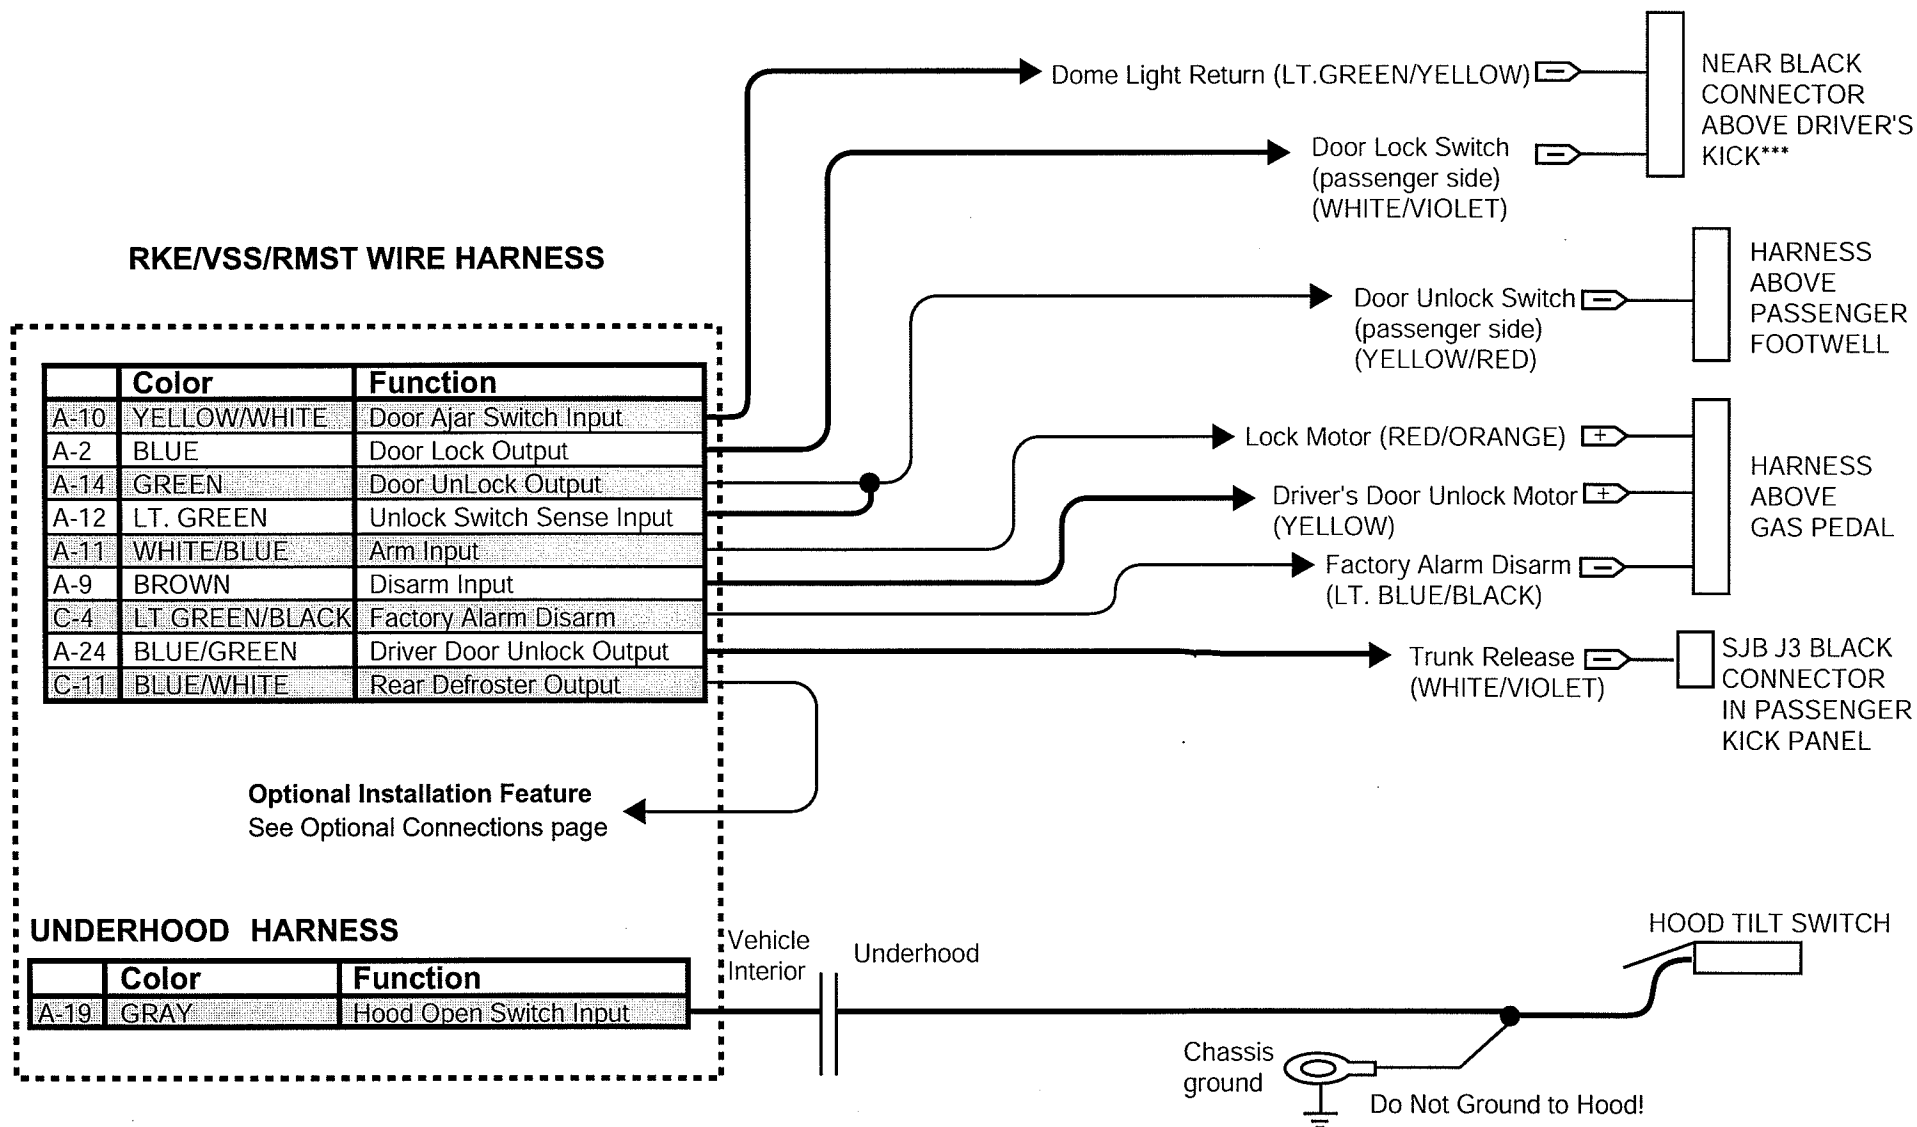 Dome Light Return (LT.GREEN/YELLOW) −
NEAR BLACK
CONNECTOR
ABOVE DRIVER'S
KICK***
Door Lock Switch −
(passenger side)
(WHITE/VIOLET)
RKE/VSS/RMST WIRE HARNESS
Door Unlock Switch −
(passenger side)
(YELLOW/RED)
HARNESS
ABOVE
PASSENGER
FOOTWELL
Color Function
A-10 YELLOW/WHITE Door Ajar Switch Input
A-2 BLUE Door Lock Output
A-14 GREEN Door UnLock Output
A-12 LT. GREEN Unlock Switch Sense Input
A-11 WHITE/BLUE Arm Input
A-9 BROWN Disarm Input
C-4 LT GREEN/BLACK Factory Alarm Disarm
A-24 BLUE/GREEN Driver Door Unlock Output
C-11 BLUE/WHITE Rear Defroster Output
Lock Motor (RED/ORANGE) +
Driver's Door Unlock Motor +
(YELLOW)
Factory Alarm Disarm −
(LT. BLUE/BLACK)
HARNESS
ABOVE
GAS PEDAL
Trunk Release −
(WHITE/VIOLET)
SJB J3 BLACK
CONNECTOR
IN PASSENGER
KICK PANEL
Optional Installation Feature
See Optional Connections page
UNDERHOOD HARNESS
Color Function
A-19 GRAY Hood Open Switch Input
Vehicle
Interior
Underhood
HOOD TILT SWITCH
Chassis
ground
Do Not Ground to Hood!